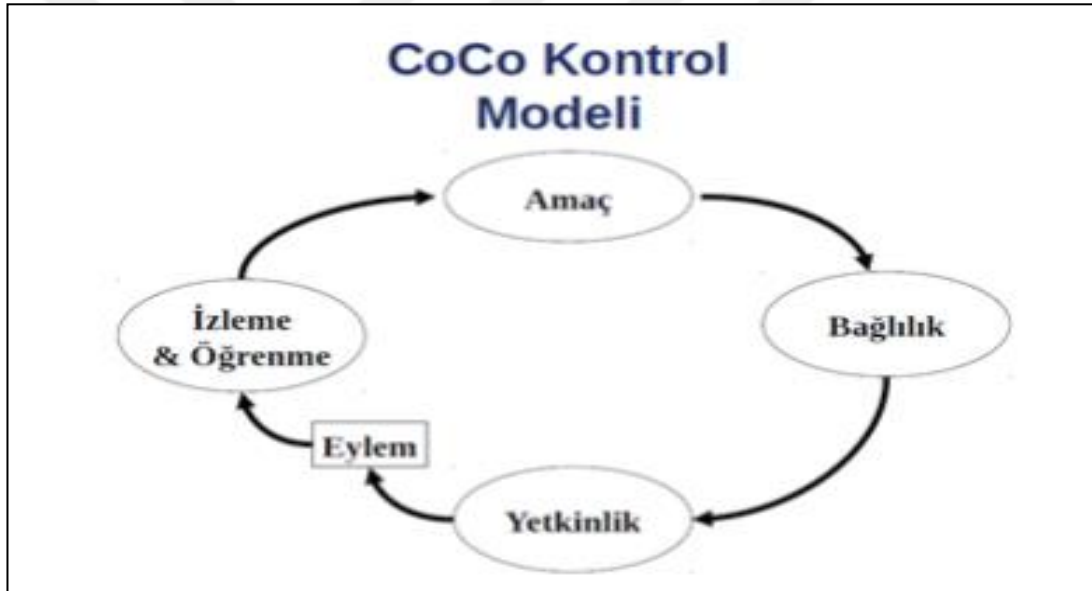 CoCo Kontrol
Modeli
Amaç
Bağlılık
İzleme
& Öğrenme
Eylem
Yetkinlik